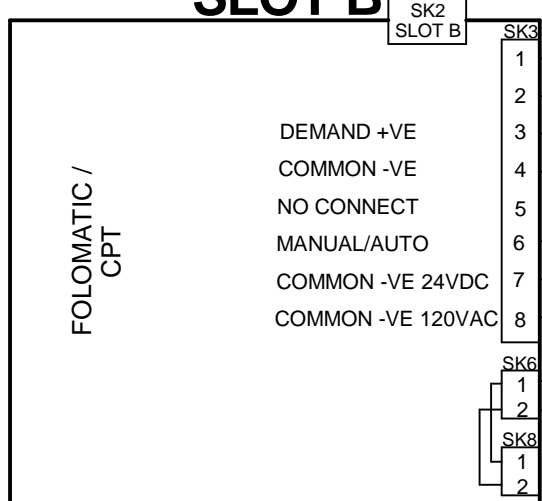 SLOT B
SK2
SLOT B
SK3
1
2
DEMAND +VE 3
COMMON -VE 4
NO CONNECT 5
MANUAL/AUTO 6
COMMON -VE 24VDC 7
COMMON -VE 120VAC 8
FOLOMATIC /
CPT
SK6
1
2
SK8
1
2